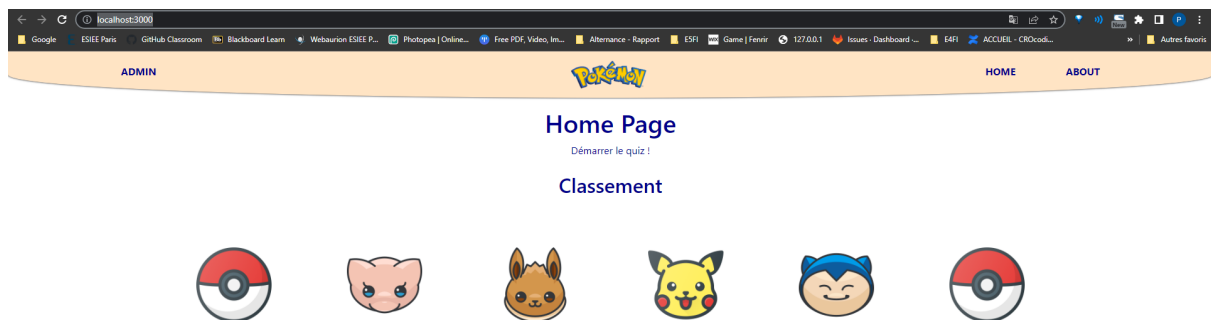 localhost:3000
New
P
Google ESIEE Paris GitHub Classroom Blackboard Learn Webaurion ESIEE P... Photopea | Online... Free PDF, Video, Im... Alternance - Rapport E5FI Game | Fenrir 127.0.0.1 Issues · Dashboard -... E4FI ACCUEIL - CROcodi... » Autres favoris
ADMIN POKéMON HOME ABOUT
Home Page
Démarrer le quiz !
Classement